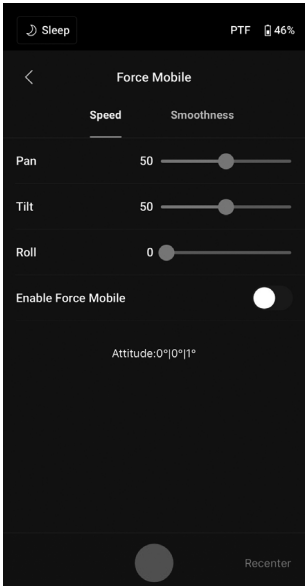 Sleep PTF 46%
Force Mobile
Speed Smoothness
Pan 50
Tilt 50
Roll 0
Enable Force Mobile
Attitude:0°|0°|1°
Recenter